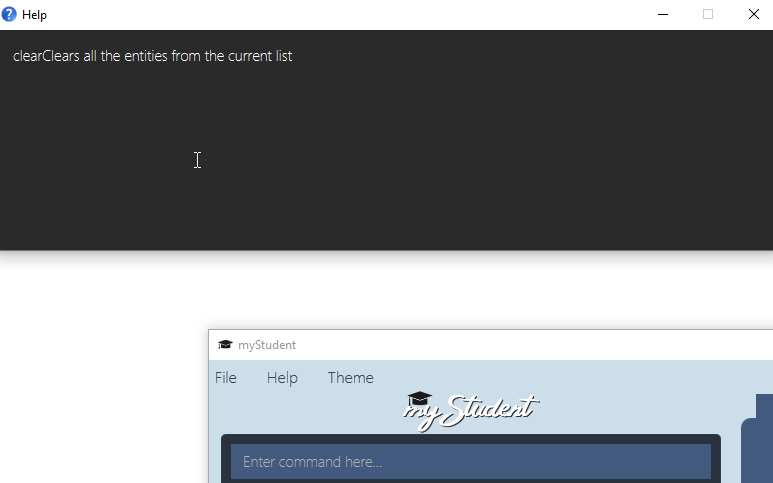 Help
clearClears all the entities from the current list
myStudent
File Help Theme
myStudent
Enter command here...